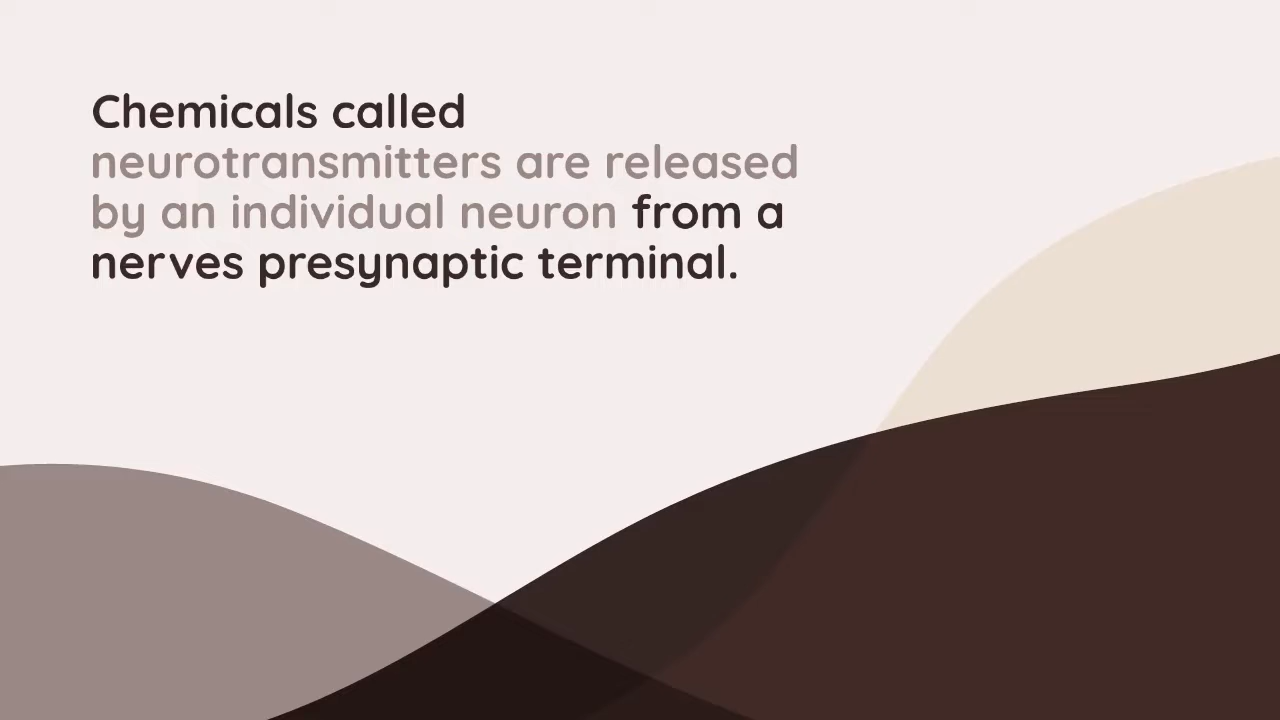 Chemicals called
neurotransmitters are released
by an individual neuron from a
nerves presynaptic terminal.